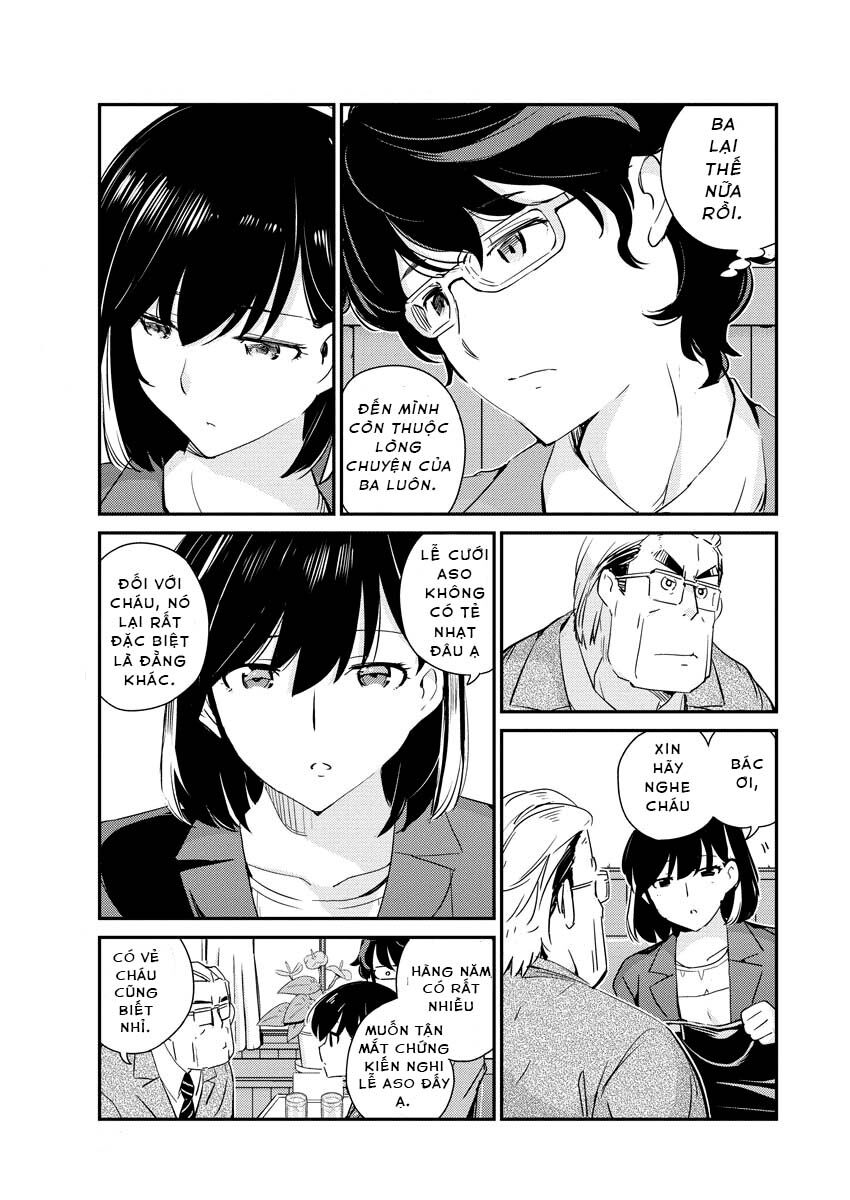 BA
LẠI
THẾ
NỮA
RỒI.
ĐẾN MÌNH
CÒN THUỘC
LÒNG
CHUYỆN CỦA
BA LUÔN.
BÁC
ƠI,
XIN
HÃY
NGHE
CHÁU
LỄ CƯỚI
ASO
KHÔNG
CÓ TẺ
NHẠT
ĐÂU Ạ
ĐỐI VỚI
CHÁU, NÓ
LẠI RẤT
ĐẶC BIỆT
LÀ ĐẰNG
KHÁC.
HÀNG NĂM
CÓ RẤT
NHIỀU
MUỐN TẬN
MẮT CHỨNG
KIẾN NGHI
LỄ ASO ĐẤY
Ạ.
CÓ VẺ
CHÁU
CŨNG
BIẾT
NHỈ.